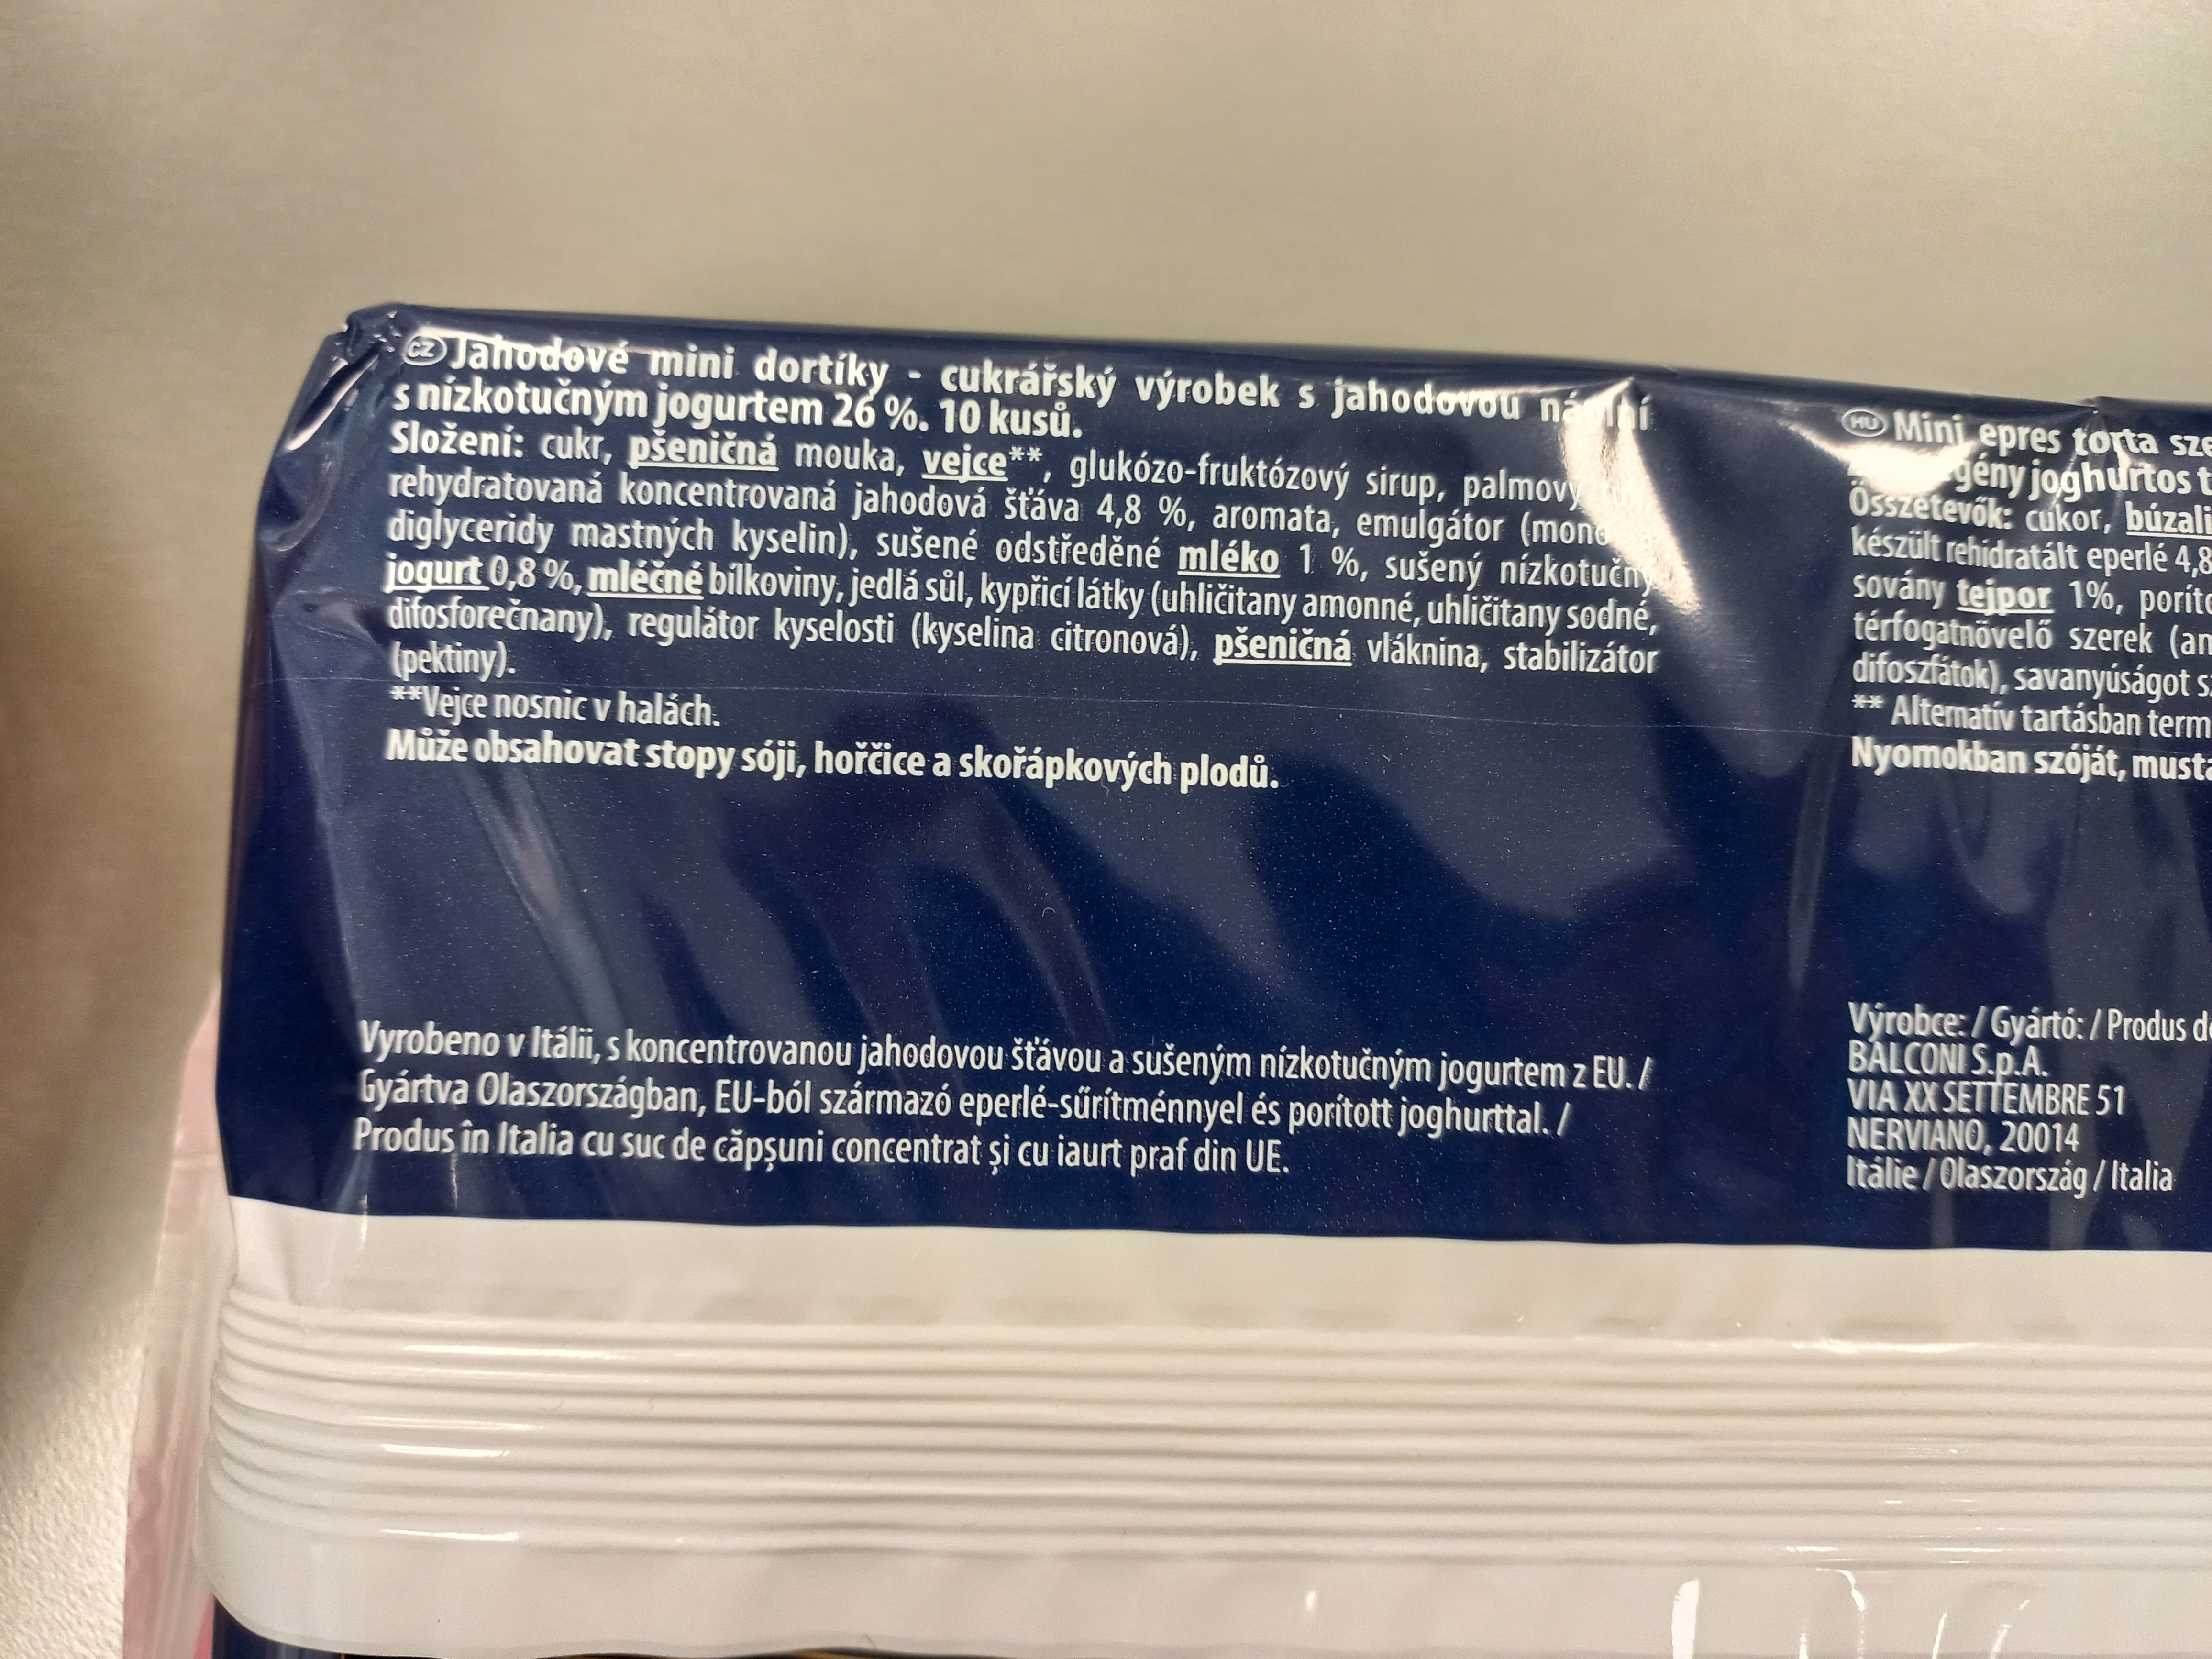 CZ Jahodové mini dortíky - cukrářský výrobek s jahodovou
s nízkotučným jogurtem 26 %. 10 kusů.
Složení: cukr, pšeničná mouka, vejce**, glukózo-fruktózový sirup,
rehydratovaná koncentrovaná jahodová šťáva 4,8 %, aromata, emulgátor
diglyceridy mastných kyselin), sušené odstředěné mléko 1 %, sušený nízkotučný
jogurt 0,8 %, mléčné bílkoviny, jedlá sůl, kypřicí látky (uhličitany amonné, uhličitany sodné,
difosforečnany), regulátor kyselosti (kyselina citronová), pšeničná vláknina, stabilizátor
(pektiny).
**Vejce nosnic v halách.
Může obsahovat stopy sóji, hořčice a skořápkových plodů.
Vyrobeno v Itálii, s koncentrovanou jahodovou šťávou a sušeným nízkotučným jogurtem z EU. /
Gyártva Olaszországban, EU-ból származó eperlé-sűrítménnyel és porított joghurttal. /
Produs în Italia cu suc de căpșuni concentrat și cu iaurt praf din UE.
HU Mini epres torta
joghurtos
Összetevők: cukor,
készült rehidratált eperlé 4,8
sovány tejpor 1%,
térfogatnövelő szerek
difoszfátok), savanyúságot
** Alternatív tartásban
Nyomokban szóját,
Výrobce: / Gyártó: / Produs
BALCONI S.p.A.
VIA XX SETTEMBRE 51
NERVIANO, 20014
Itálie / Olaszország / Italia